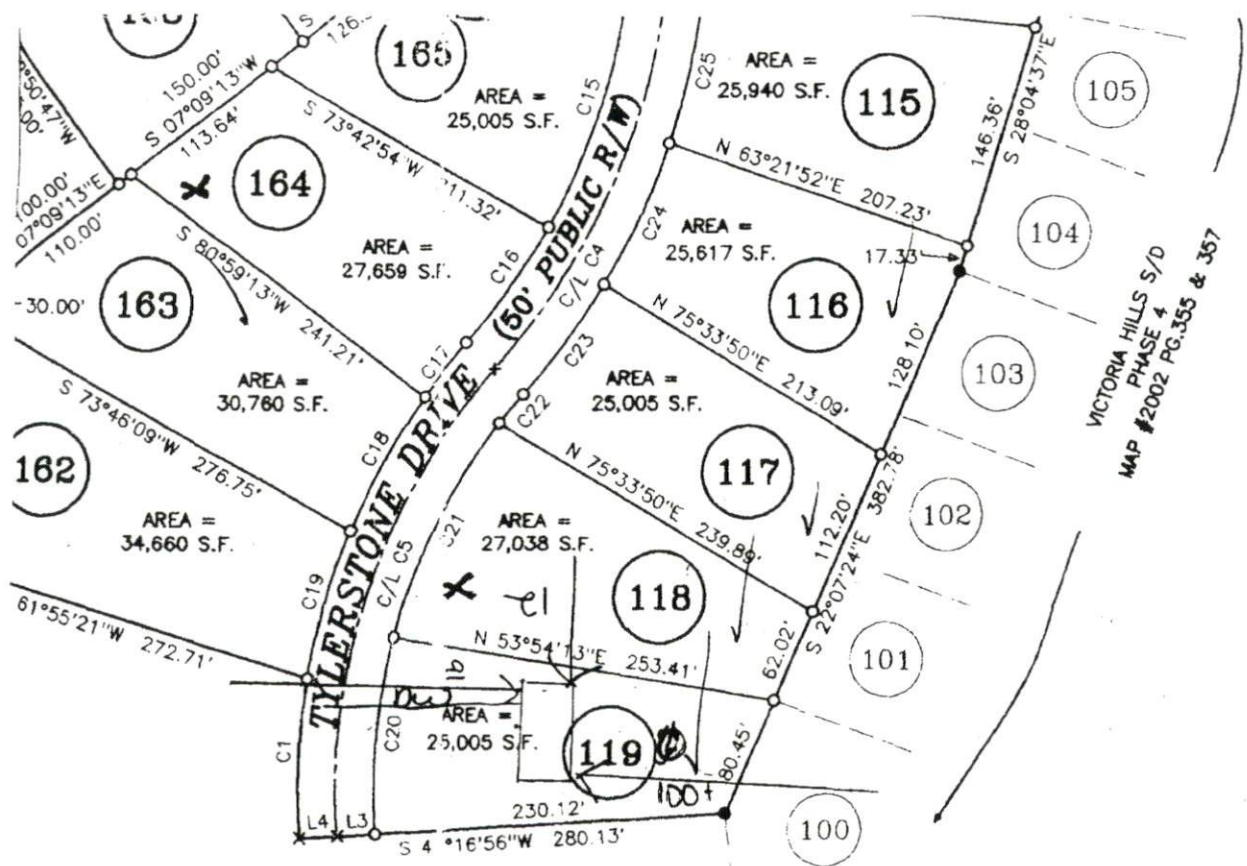 165
AREA =
25,005 S.F.
C15
C25
AREA =
25,940 S.F.
115
105
150.00'
S 07°09'13"W
113.64'
S 73°42'54"W
211.32'
164
AREA =
27,659 S.F.
C16
N 63°21'52"E 207.23'
146.36'
S 28°04'37"E
104
100.00'
07°09'13"E
110.00'
S 80°59'13"W 241.21'
163
-30.00'
AREA =
30,760 S.F.
C17
C24
C/L C4
AREA =
25,617 S.F.
116
17.33'
VICTORIA HILLS S/D
PHASE 4
MAP #2002 PG.355 & 357
128.10'
103
N 75°33'50"E 213.09'
C23
TYLERSTONE DRIVE (50' PUBLIC R/W)
S 73°46'09"W 276.75'
C18
C22
AREA =
25,005 S.F.
117
112.20'
S 22°07'24"E 382.78'
102
162
AREA =
34,660 S.F.
N 75°33'50"E 239.89'
C21
C/L C5
AREA =
27,038 S.F.
118
C19
61°55'21"W 272.71'
N 53°54'13"E 253.41'
62.02'
101
C20
AREA =
25,005 S.F.
119
100+
80.45'
C1
L4
L3
230.12'
280.13'
100